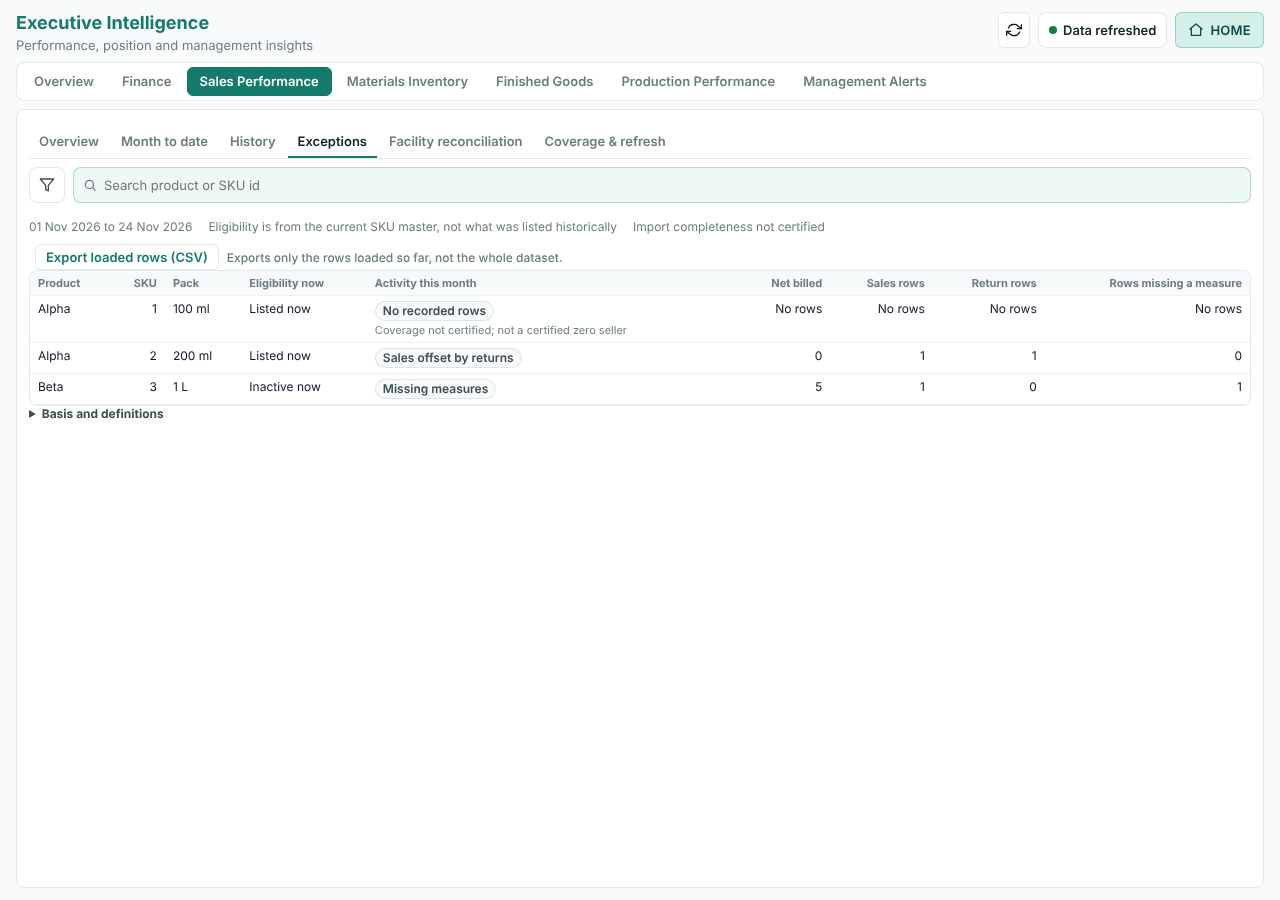 Executive Intelligence
Performance, position and management insights
Data refreshed
HOME
Overview Finance Sales Performance Materials Inventory Finished Goods Production Performance Management Alerts
Overview Month to date History Exceptions Facility reconciliation Coverage & refresh
Search product or SKU id
01 Nov 2026 to 24 Nov 2026 Eligibility is from the current SKU master, not what was listed historically Import completeness not certified
Export loaded rows (CSV) Exports only the rows loaded so far, not the whole dataset.
Product SKU Pack Eligibility now Activity this month Net billed Sales rows Return rows Rows missing a measure
Alpha 1 100 ml Listed now No recorded rows No rows No rows No rows No rows
Coverage not certified; not a certified zero seller
Alpha 2 200 ml Listed now Sales offset by returns 0 1 1 0
Beta 3 1 L Inactive now Missing measures 5 1 0 1
Basis and definitions